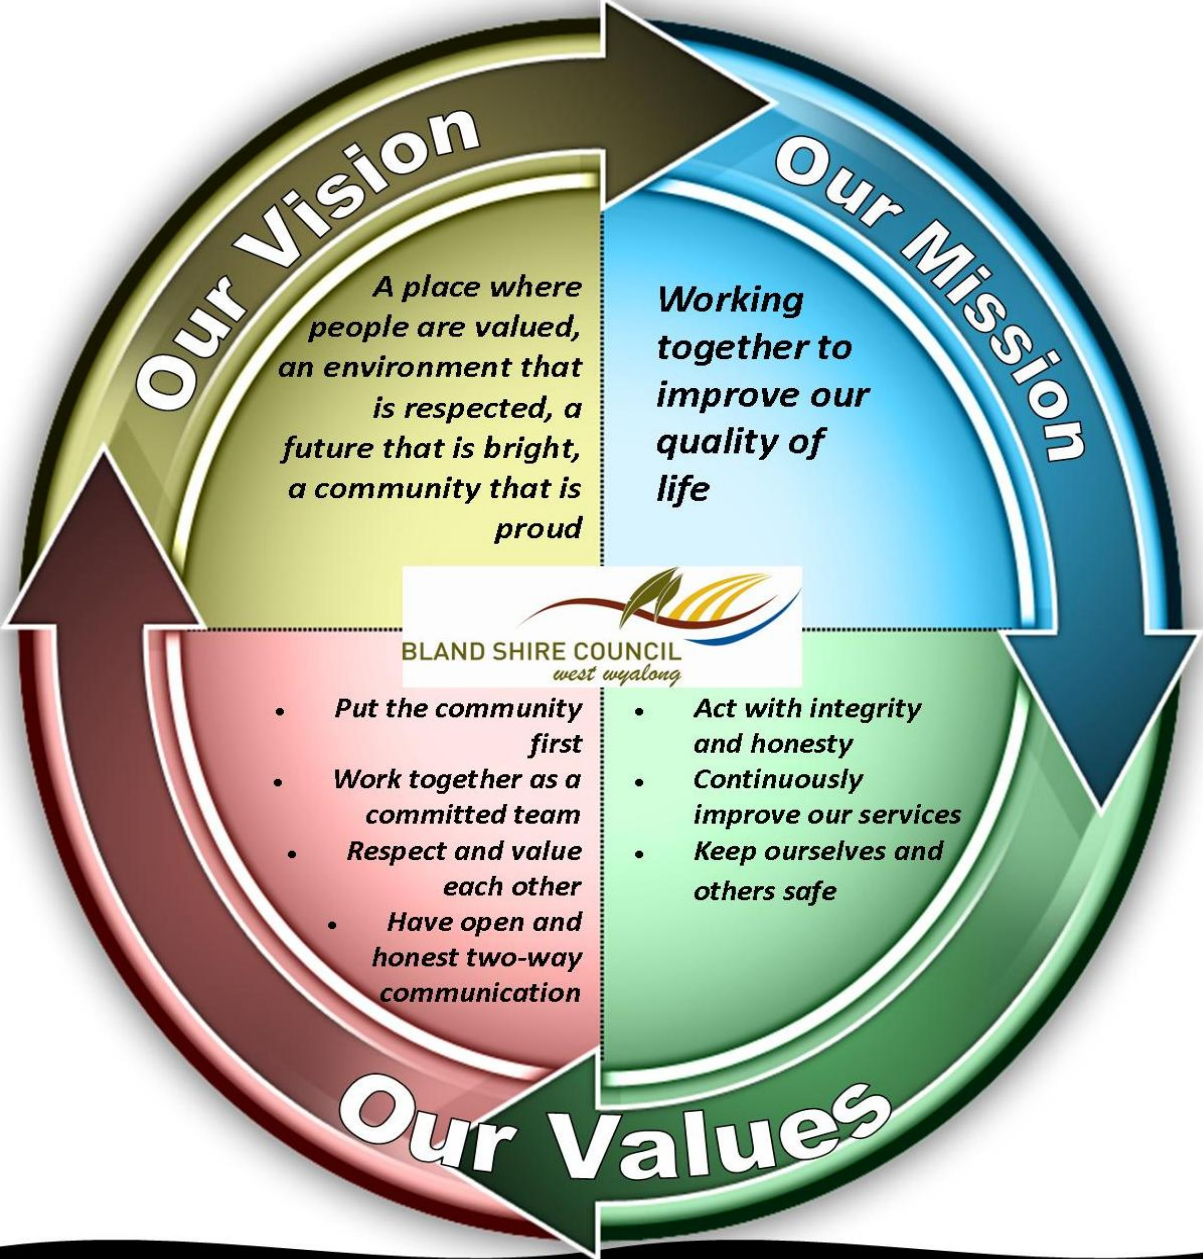 Our Vision
A place where
people are valued,
an environment that
is respected, a
future that is bright,
a community that is
proud
Our Mission
Working
together to
improve our
quality of
life
BLAND SHIRE COUNCIL
west wyalong
• Put the community
first
• Work together as a
committed team
• Respect and value
each other
• Have open and
honest two-way
communication
• Act with integrity
and honesty
• Continuously
improve our services
• Keep ourselves and
others safe
Our Values